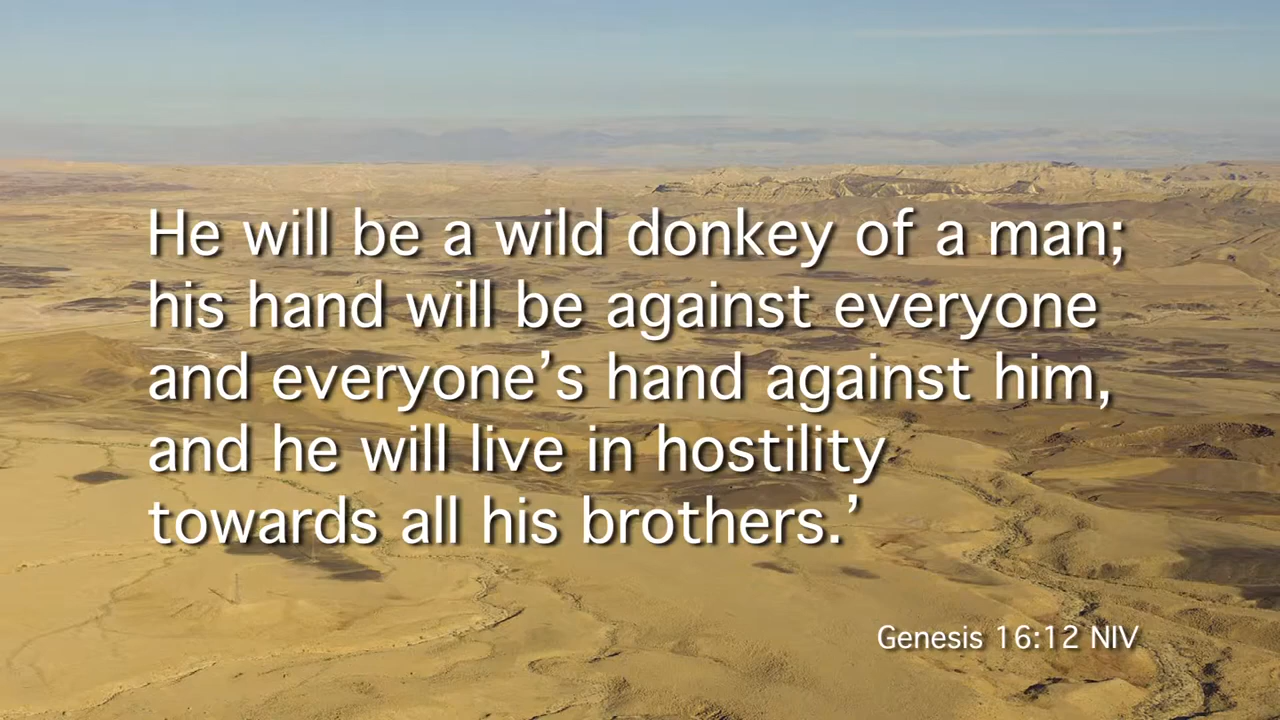 He will be a wild donkey of a man;
his hand will be against everyone
and everyone’s hand against him,
and he will live in hostility
towards all his brothers.’
Genesis 16:12 NIV